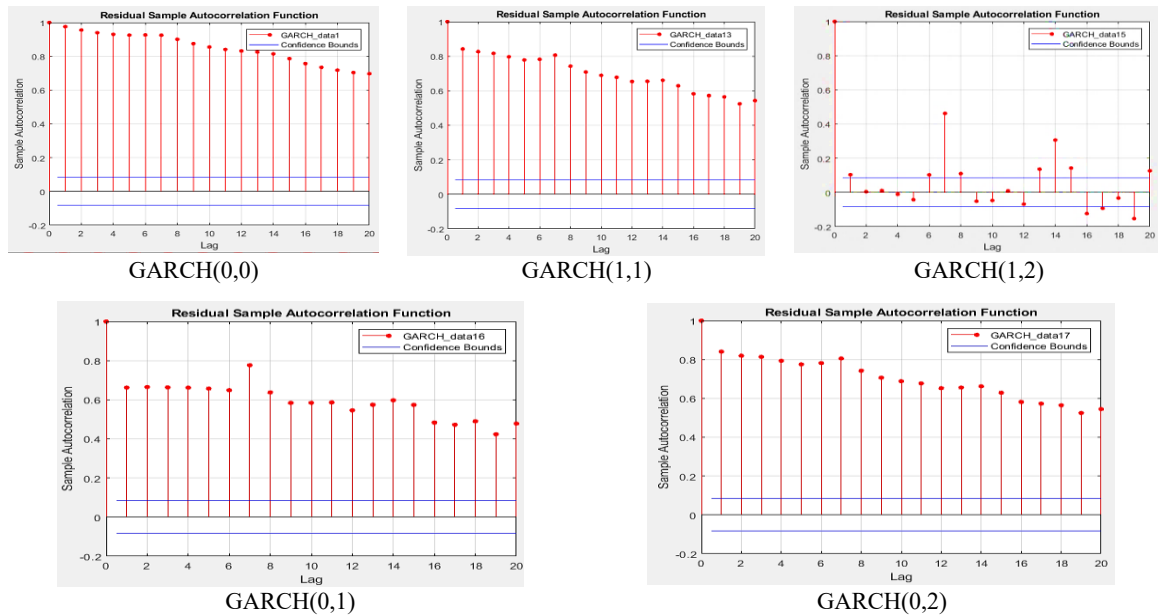 Residual Sample Autocorrelation Function
GARCH_data1
Confidence Bounds
Sample Autocorrelation
1
0.8
0.6
0.4
0.2
0
-0.2
0 2 4 6 8 10 12 14 16 18 20
Lag
GARCH(0,0)
Residual Sample Autocorrelation Function
GARCH_data13
Confidence Bounds
Sample Autocorrelation
1
0.8
0.6
0.4
0.2
0
-0.2
0 2 4 6 8 10 12 14 16 18 20
Lag
GARCH(1,1)
Residual Sample Autocorrelation Function
GARCH_data15
Confidence Bounds
Sample Autocorrelation
1
0.8
0.6
0.4
0.2
0
-0.2
0 2 4 6 8 10 12 14 16 18 20
Lag
GARCH(1,2)
Residual Sample Autocorrelation Function
GARCH_data16
Confidence Bounds
Sample Autocorrelation
1
0.8
0.6
0.4
0.2
0
-0.2
0 2 4 6 8 10 12 14 16 18 20
Lag
GARCH(0,1)
Residual Sample Autocorrelation Function
GARCH_data17
Confidence Bounds
Sample Autocorrelation
1
0.8
0.6
0.4
0.2
0
-0.2
0 2 4 6 8 10 12 14 16 18 20
Lag
GARCH(0,2)